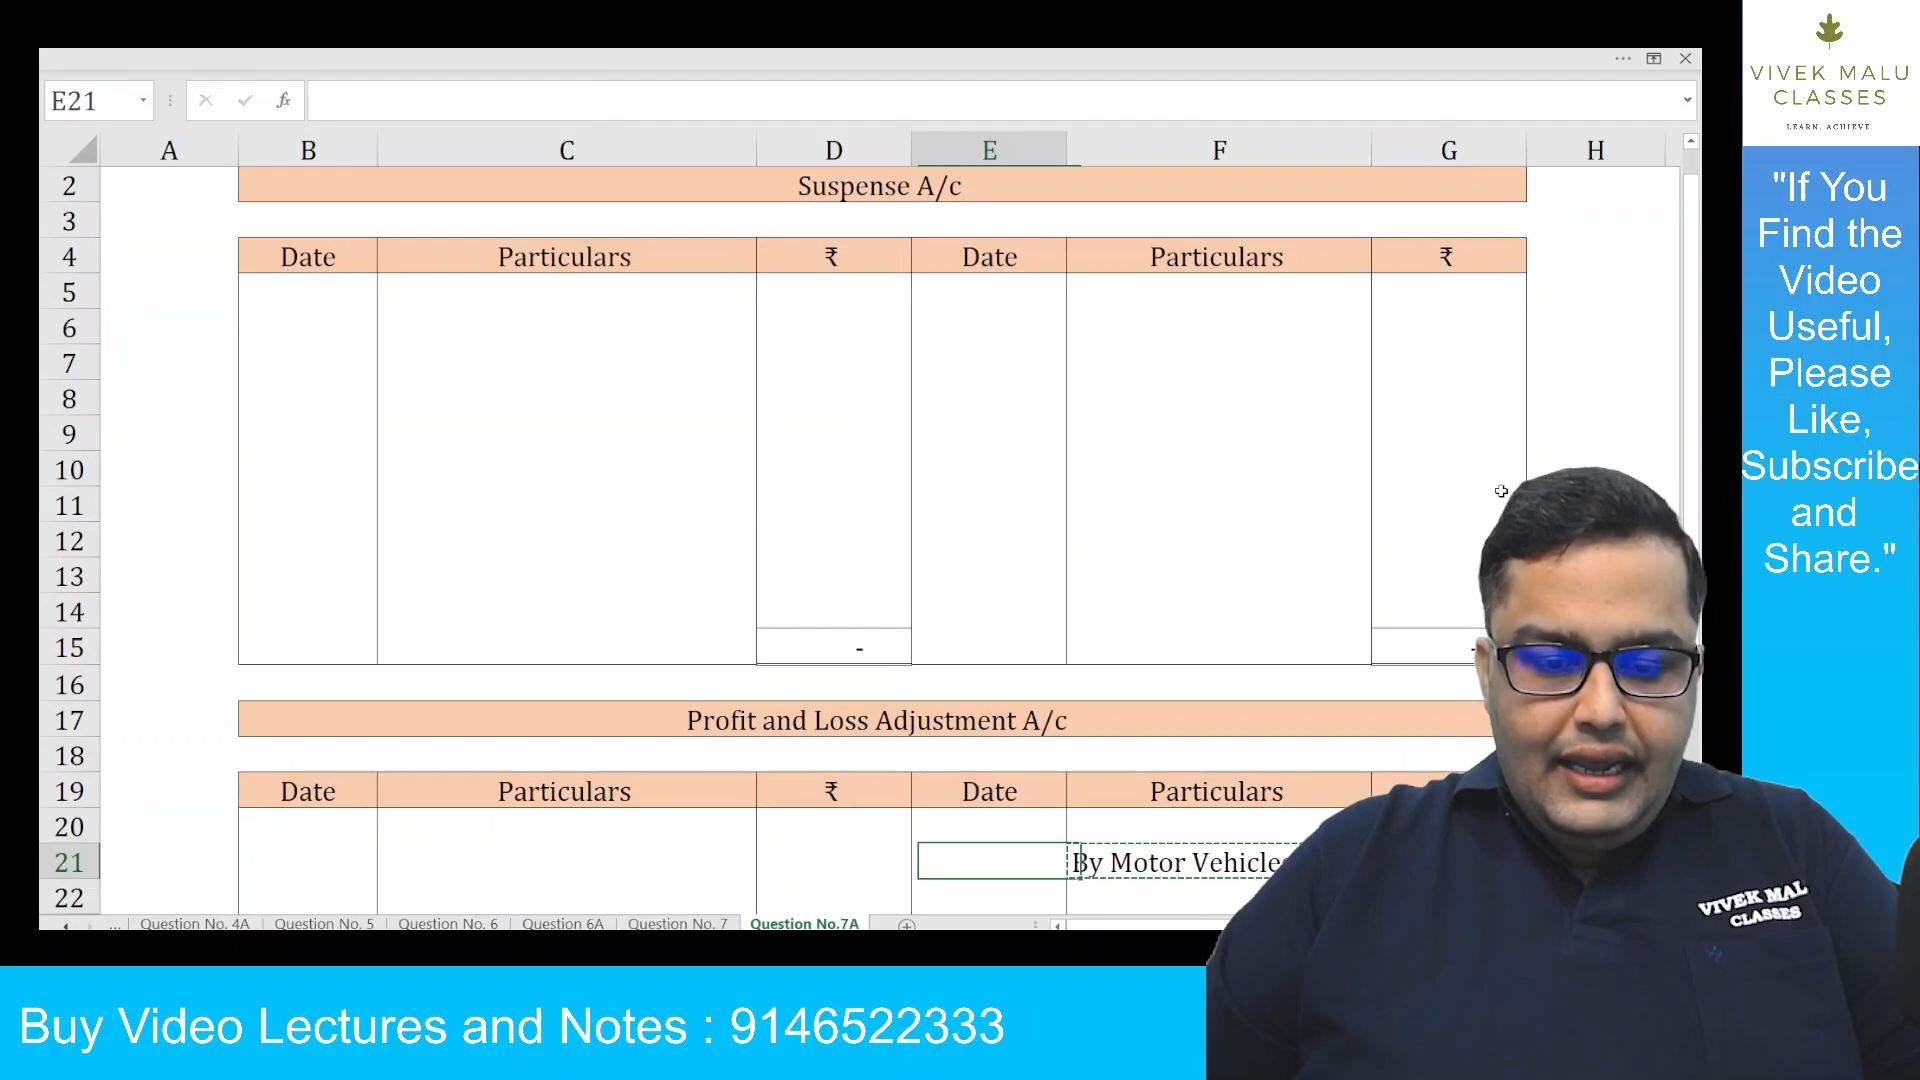 VIVEK MALU
CLASSES
LEARN. ACHIEVE.
E21
fx
A B C D E F G H
2 Suspense A/c
3
4 Date Particulars ₹ Date Particulars ₹
5
6
7
8
9
10
11
12
13
14
15 - -
16
17 Profit and Loss Adjustment A/c
18
19 Date Particulars ₹ Date Particulars
20
21 By Motor Vehicles
22
... Question No. 4A Question No. 5 Question No. 6 Question 6A Question No. 7 Question No.7A
"If You
Find the
Video
Useful,
Please
Like,
Subscribe
and
Share."
VIVEK MAL
CLASSES
Buy Video Lectures and Notes : 9146522333